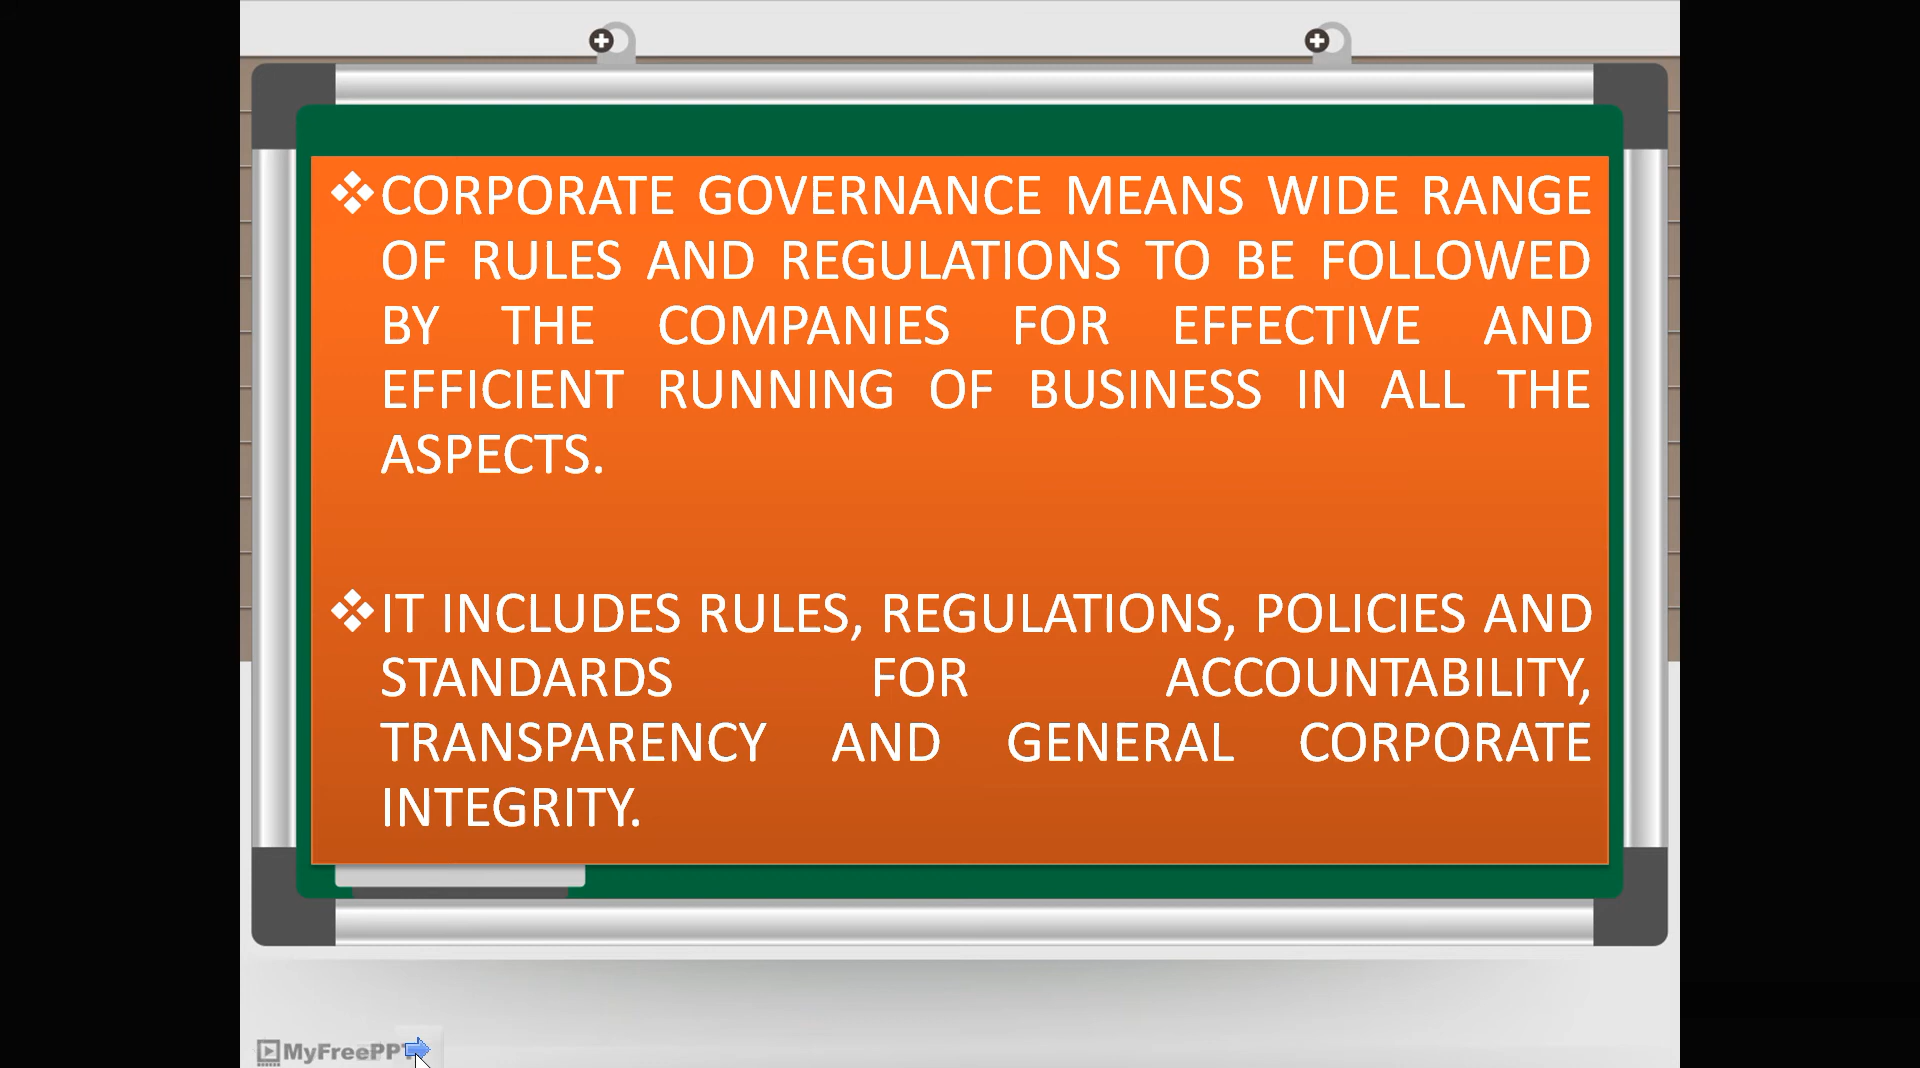 ❖CORPORATE GOVERNANCE MEANS WIDE RANGE
OF RULES AND REGULATIONS TO BE FOLLOWED
BY THE COMPANIES FOR EFFECTIVE AND
EFFICIENT RUNNING OF BUSINESS IN ALL THE
ASPECTS.
❖IT INCLUDES RULES, REGULATIONS, POLICIES AND
STANDARDS FOR ACCOUNTABILITY,
TRANSPARENCY AND GENERAL CORPORATE
INTEGRITY.
MyFreePPT